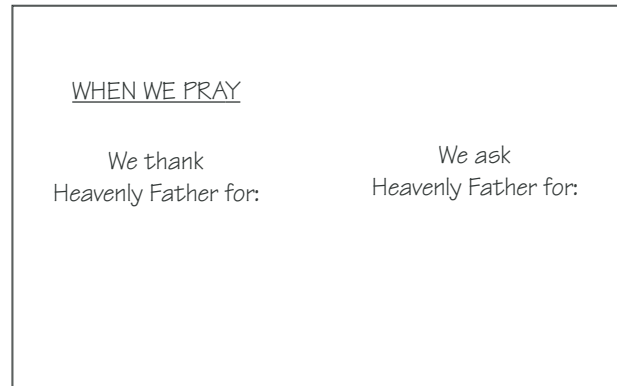 WHEN WE PRAY
We thank
Heavenly Father for:
We ask
Heavenly Father for: